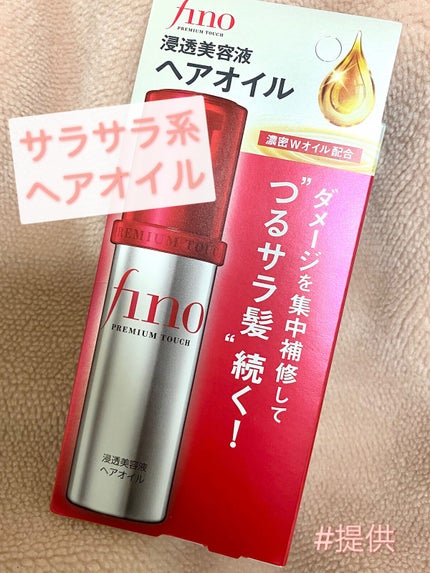 fino
PREMIUM TOUCH
浸透美容液
ヘアオイル
濃密Wオイル配合
サラサラ系
ヘアオイル
"ダメージを集中補修して
つるサラ髪"続く!
PREMIUM TOUC
fino
PREMIUM TOUCH
浸透美容液
ヘアオイル
#提供